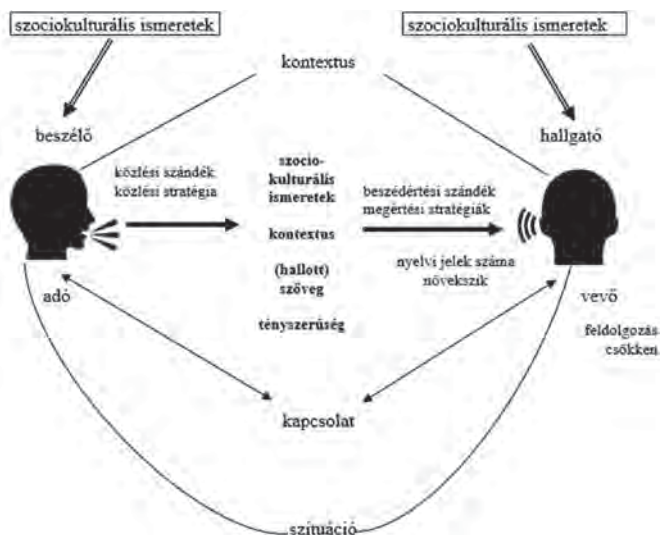 szociokulturális ismeretek
szociokulturális ismeretek
kontextus
beszélő
hallgató
közlési szándék
közlési stratégia
szocio-
kulturális
ismeretek
kontextus
(hallott)
szöveg
tényszerűség
beszédértési szándék
megértési stratégiák
nyelvi jelek száma
növekszik
adó
vevő
feldolgozás
csökken
kapcsolat
szituáció